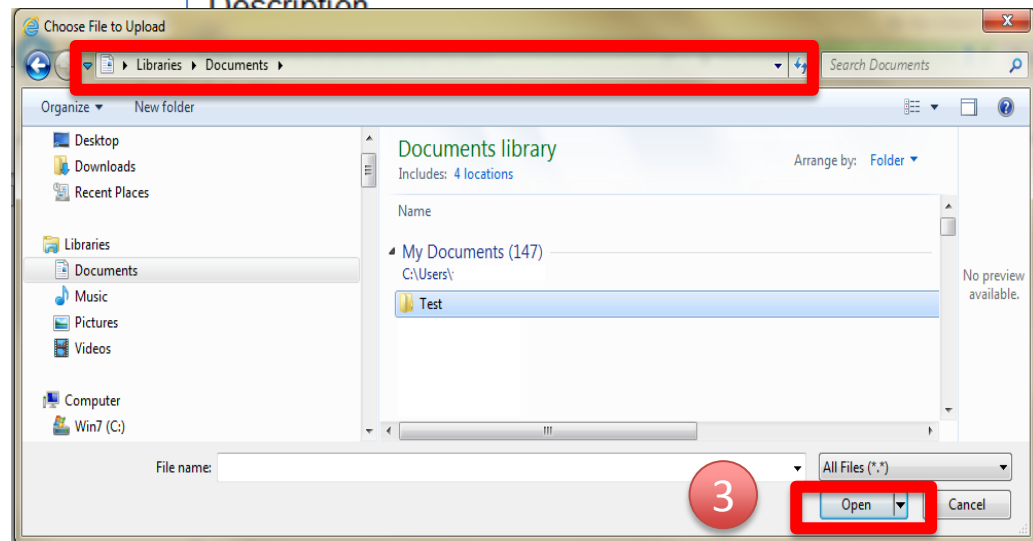 Description
Choose File to Upload
x
Libraries ▸ Documents ▸
Search Documents
Organize ▾ New folder
Desktop
Downloads
Recent Places
Libraries
Documents
Music
Pictures
Videos
Computer
Win7 (C:)
Documents library
Includes: 4 locations
Arrange by: Folder ▾
Name
My Documents (147)
C:\Users\
Test
No preview
available.
File name:
All Files (*.*)
3
Open
Cancel